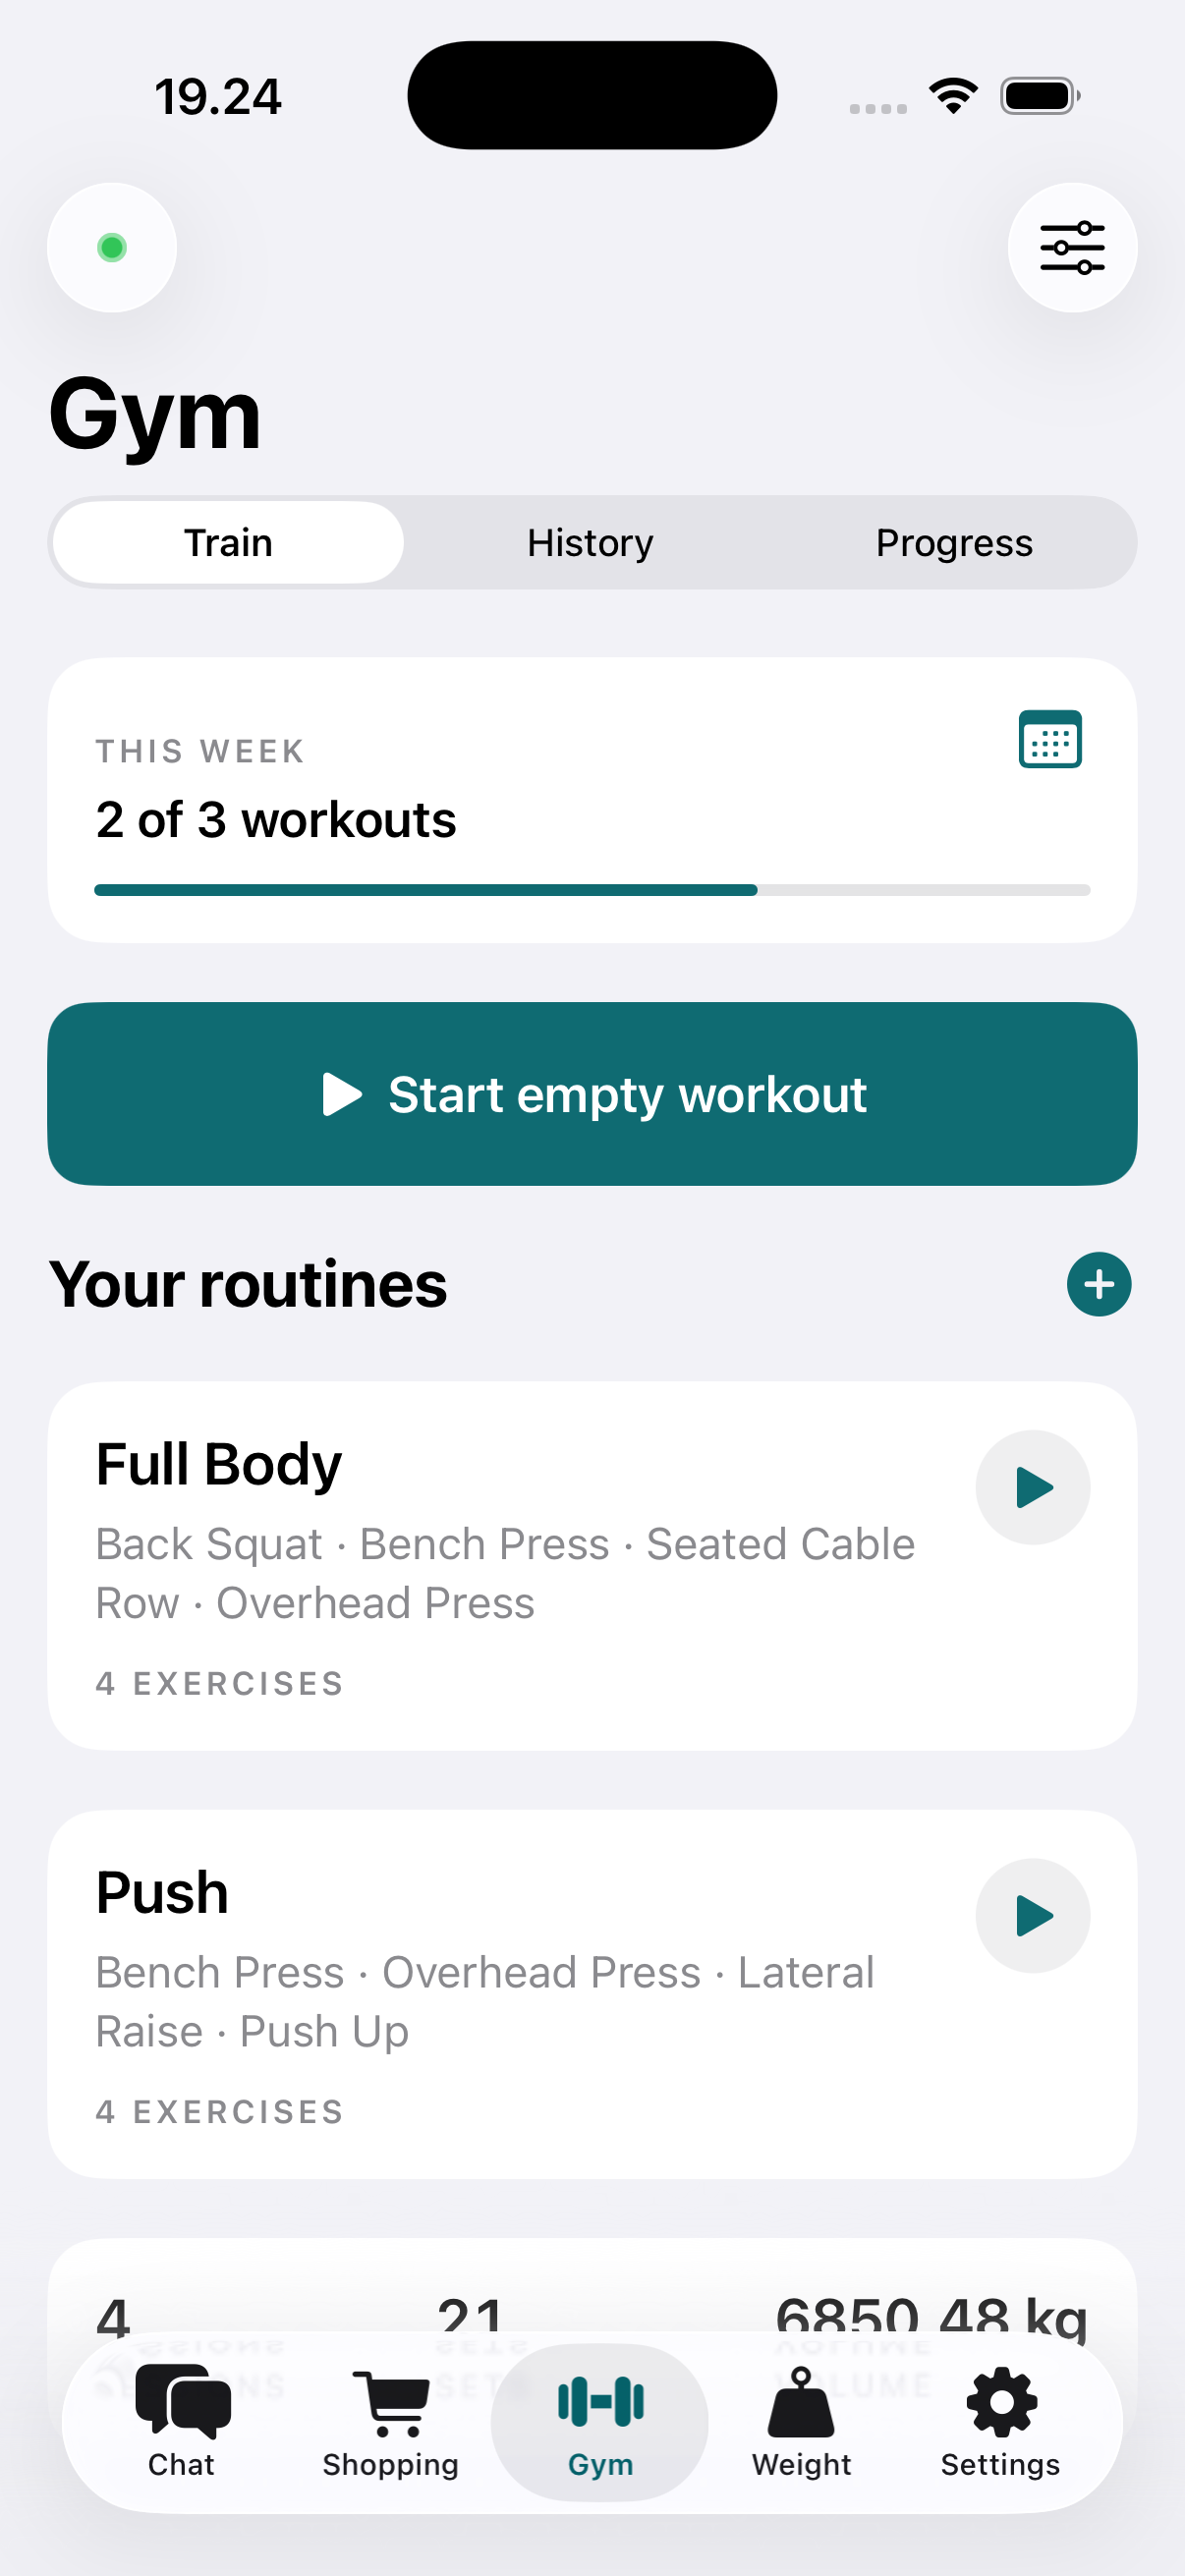 19.24
Gym
Train
History
Progress
THIS WEEK
2 of 3 workouts
Start empty workout
Your routines
Full Body
Back Squat · Bench Press · Seated Cable
Row · Overhead Press
4 EXERCISES
Push
Bench Press · Overhead Press · Lateral
Raise · Push Up
4 EXERCISES
4
21
6850 48 kg
SETS
VOLUME
Chat
Shopping
Gym
Weight
Settings